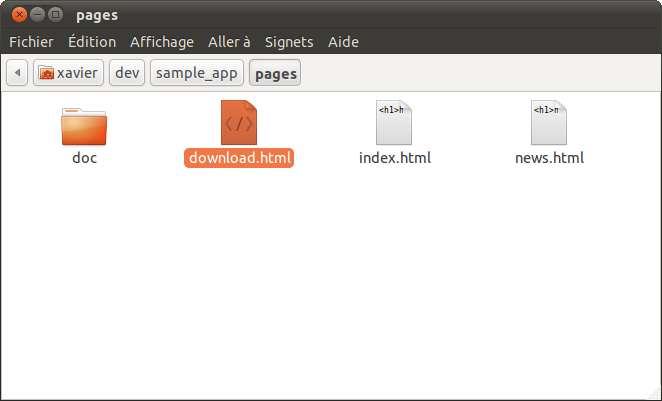 pages
Fichier Édition Affichage Aller à Signets Aide
xavier dev sample_app pages
</> <h1>h <h1>n
doc download.html index.html news.html